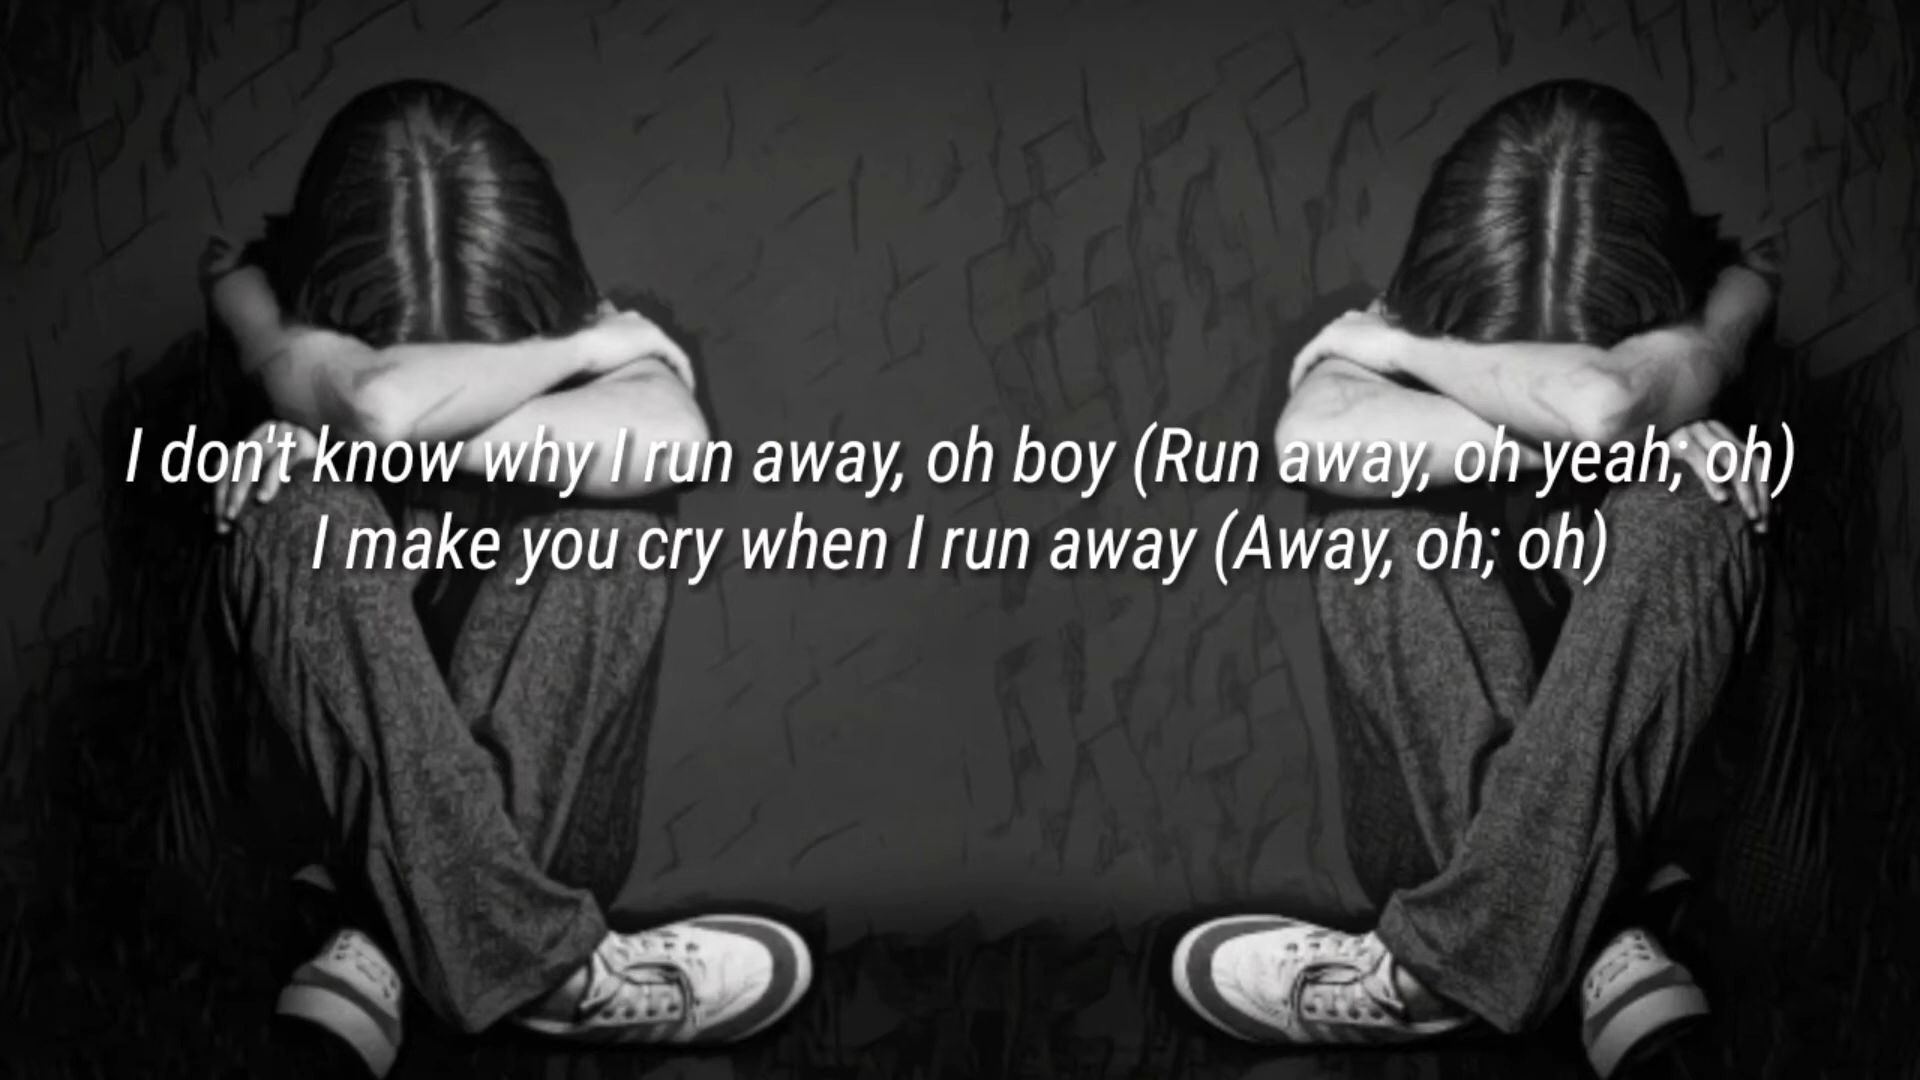 I don't know why I run away, oh boy (Run away, oh yeah; oh)
I make you cry when I run away (Away, oh; oh)